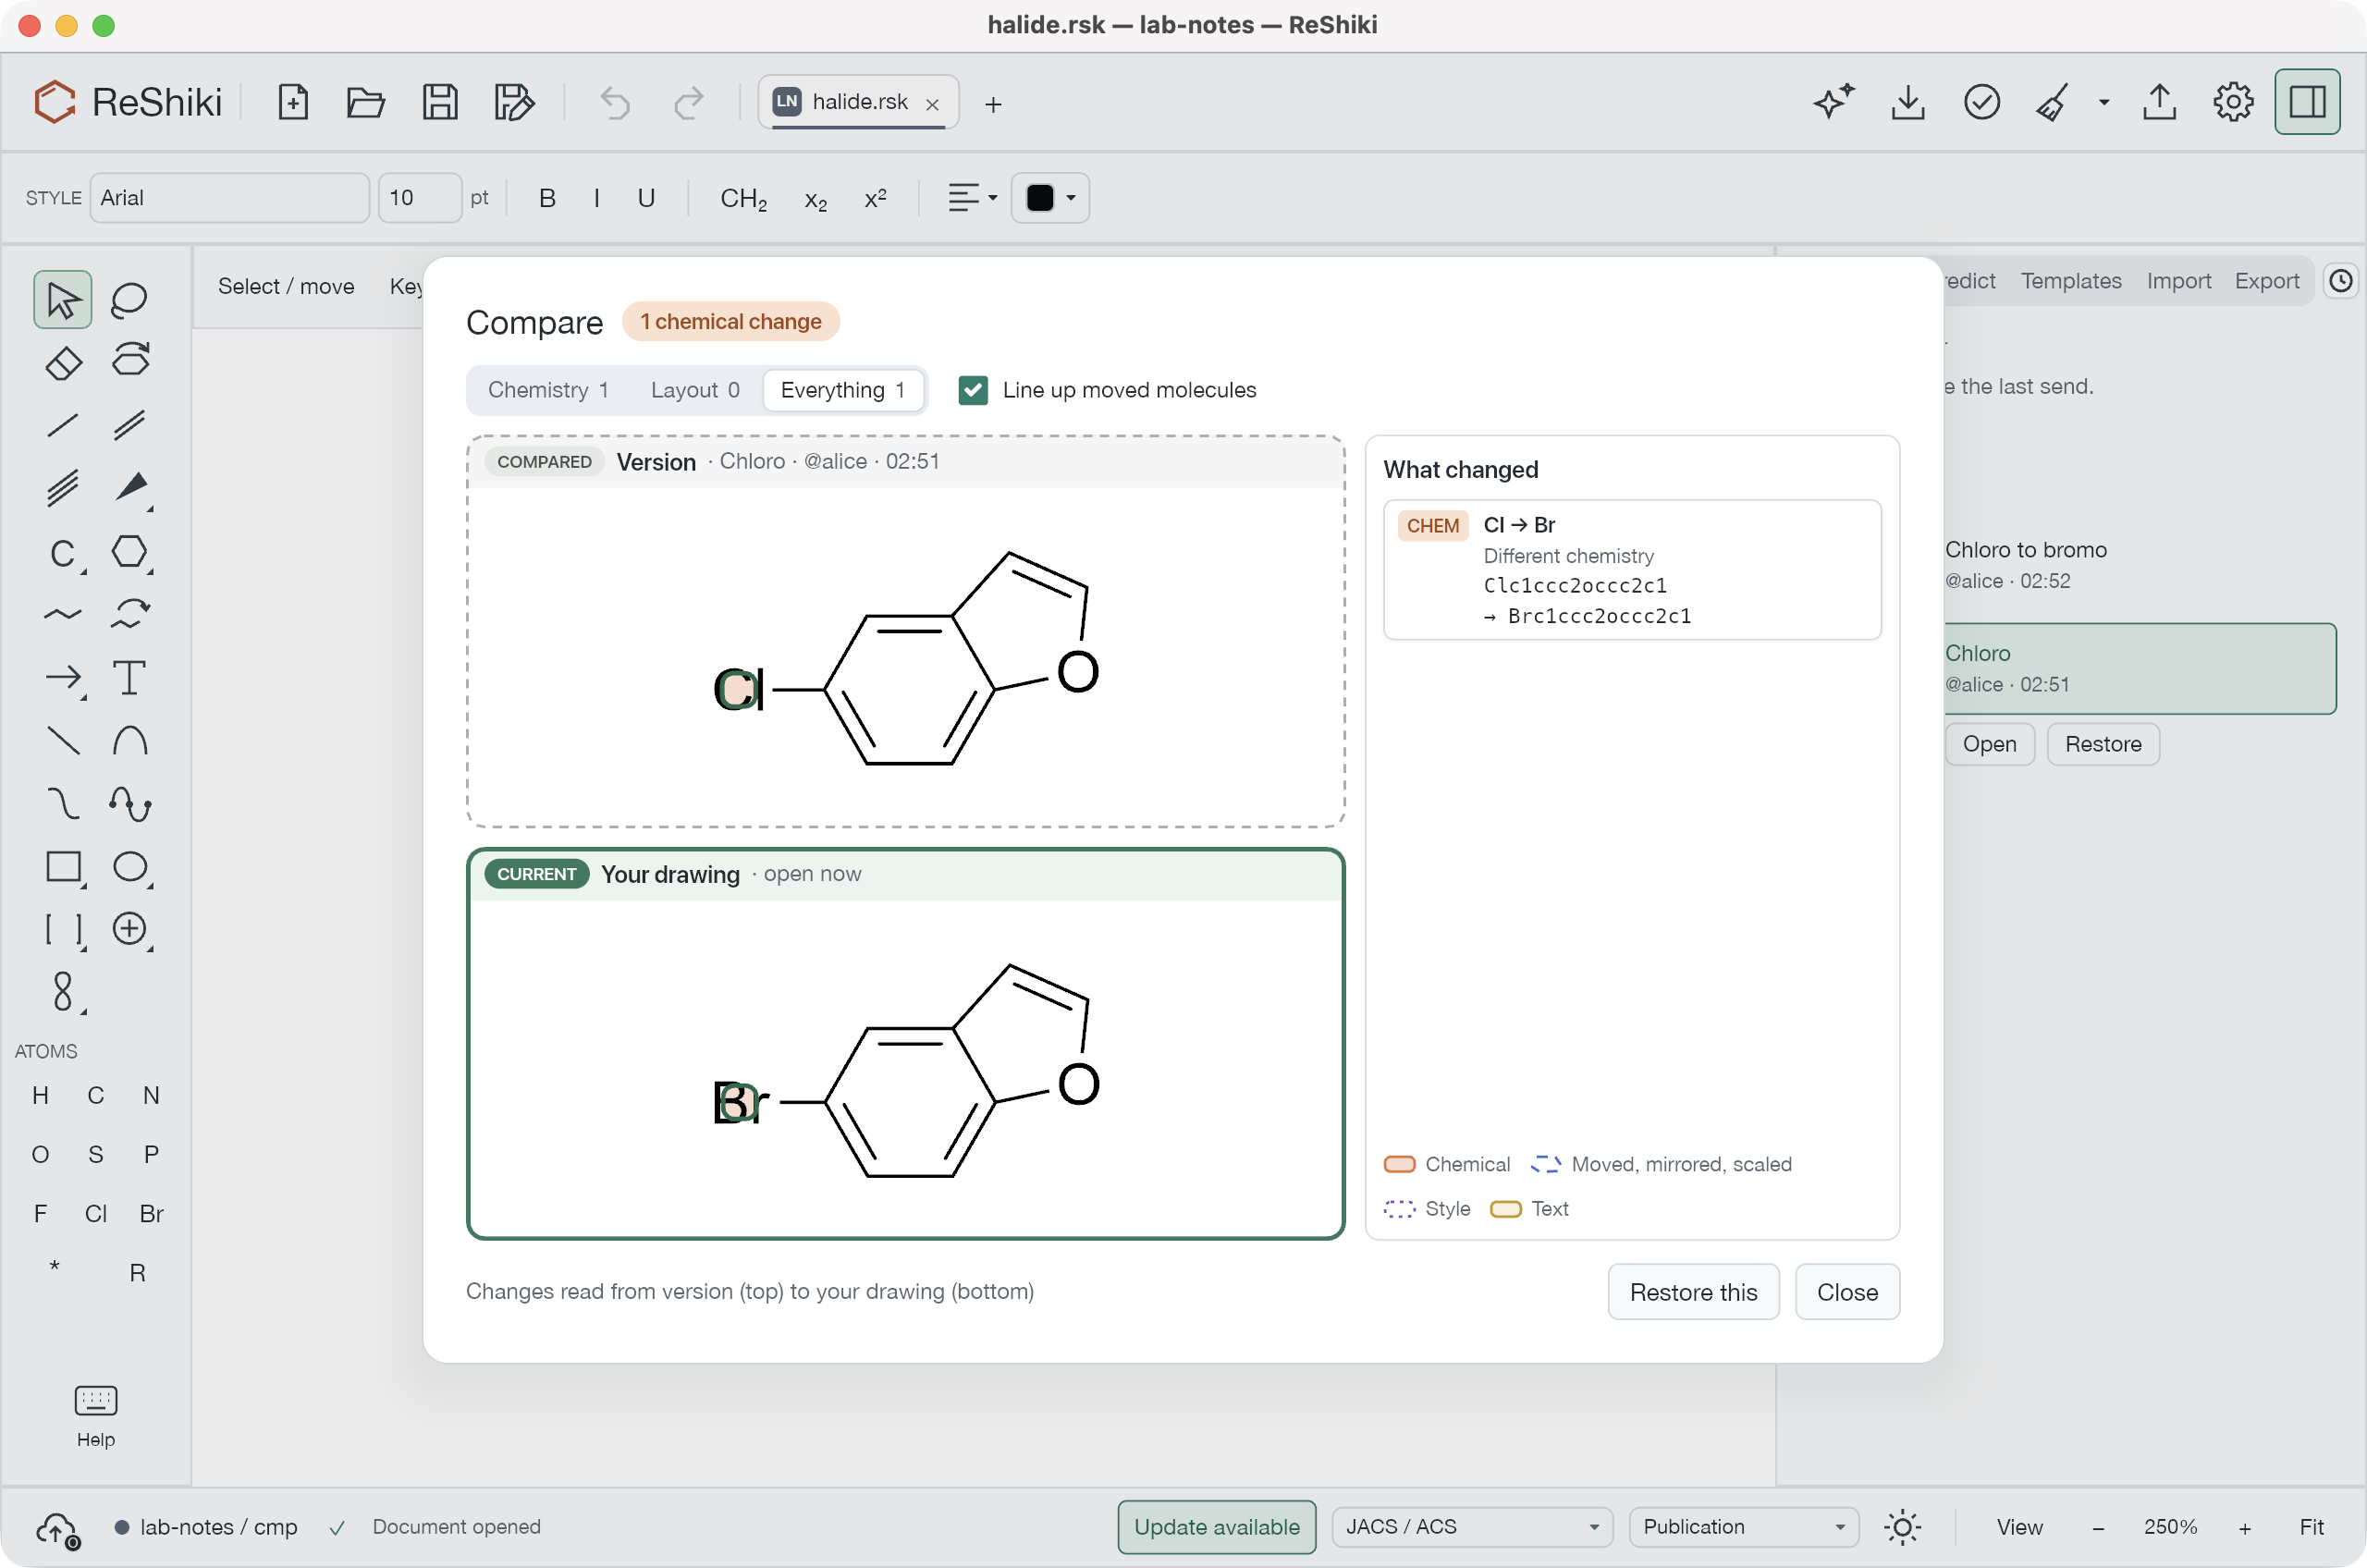 halide.rsk — lab-notes — ReShiki
ReShiki
LN halide.rsk × +
STYLE Arial 10 pt B I U CH₂ x₂ x²
Select / move Key
edict Templates Import Export
Compare 1 chemical change
Chemistry 1 Layout 0 Everything 1 Line up moved molecules
COMPARED Version · Chloro · @alice · 02:51
Cl
O
CURRENT Your drawing · open now
Br
O
What changed
CHEM Cl → Br
Different chemistry
Clc1ccc2occc2c1
→ Brc1ccc2occc2c1
Chemical Moved, mirrored, scaled
Style Text
Changes read from version (top) to your drawing (bottom)
Restore this Close
e the last send.
Chloro to bromo
@alice · 02:52
Chloro
@alice · 02:51
Open Restore
C
T
[ ]
ATOMS
H C N
O S P
F Cl Br
* R
Help
0 lab-notes / cmp ✓ Document opened
Update available JACS / ACS Publication View − 250% + Fit